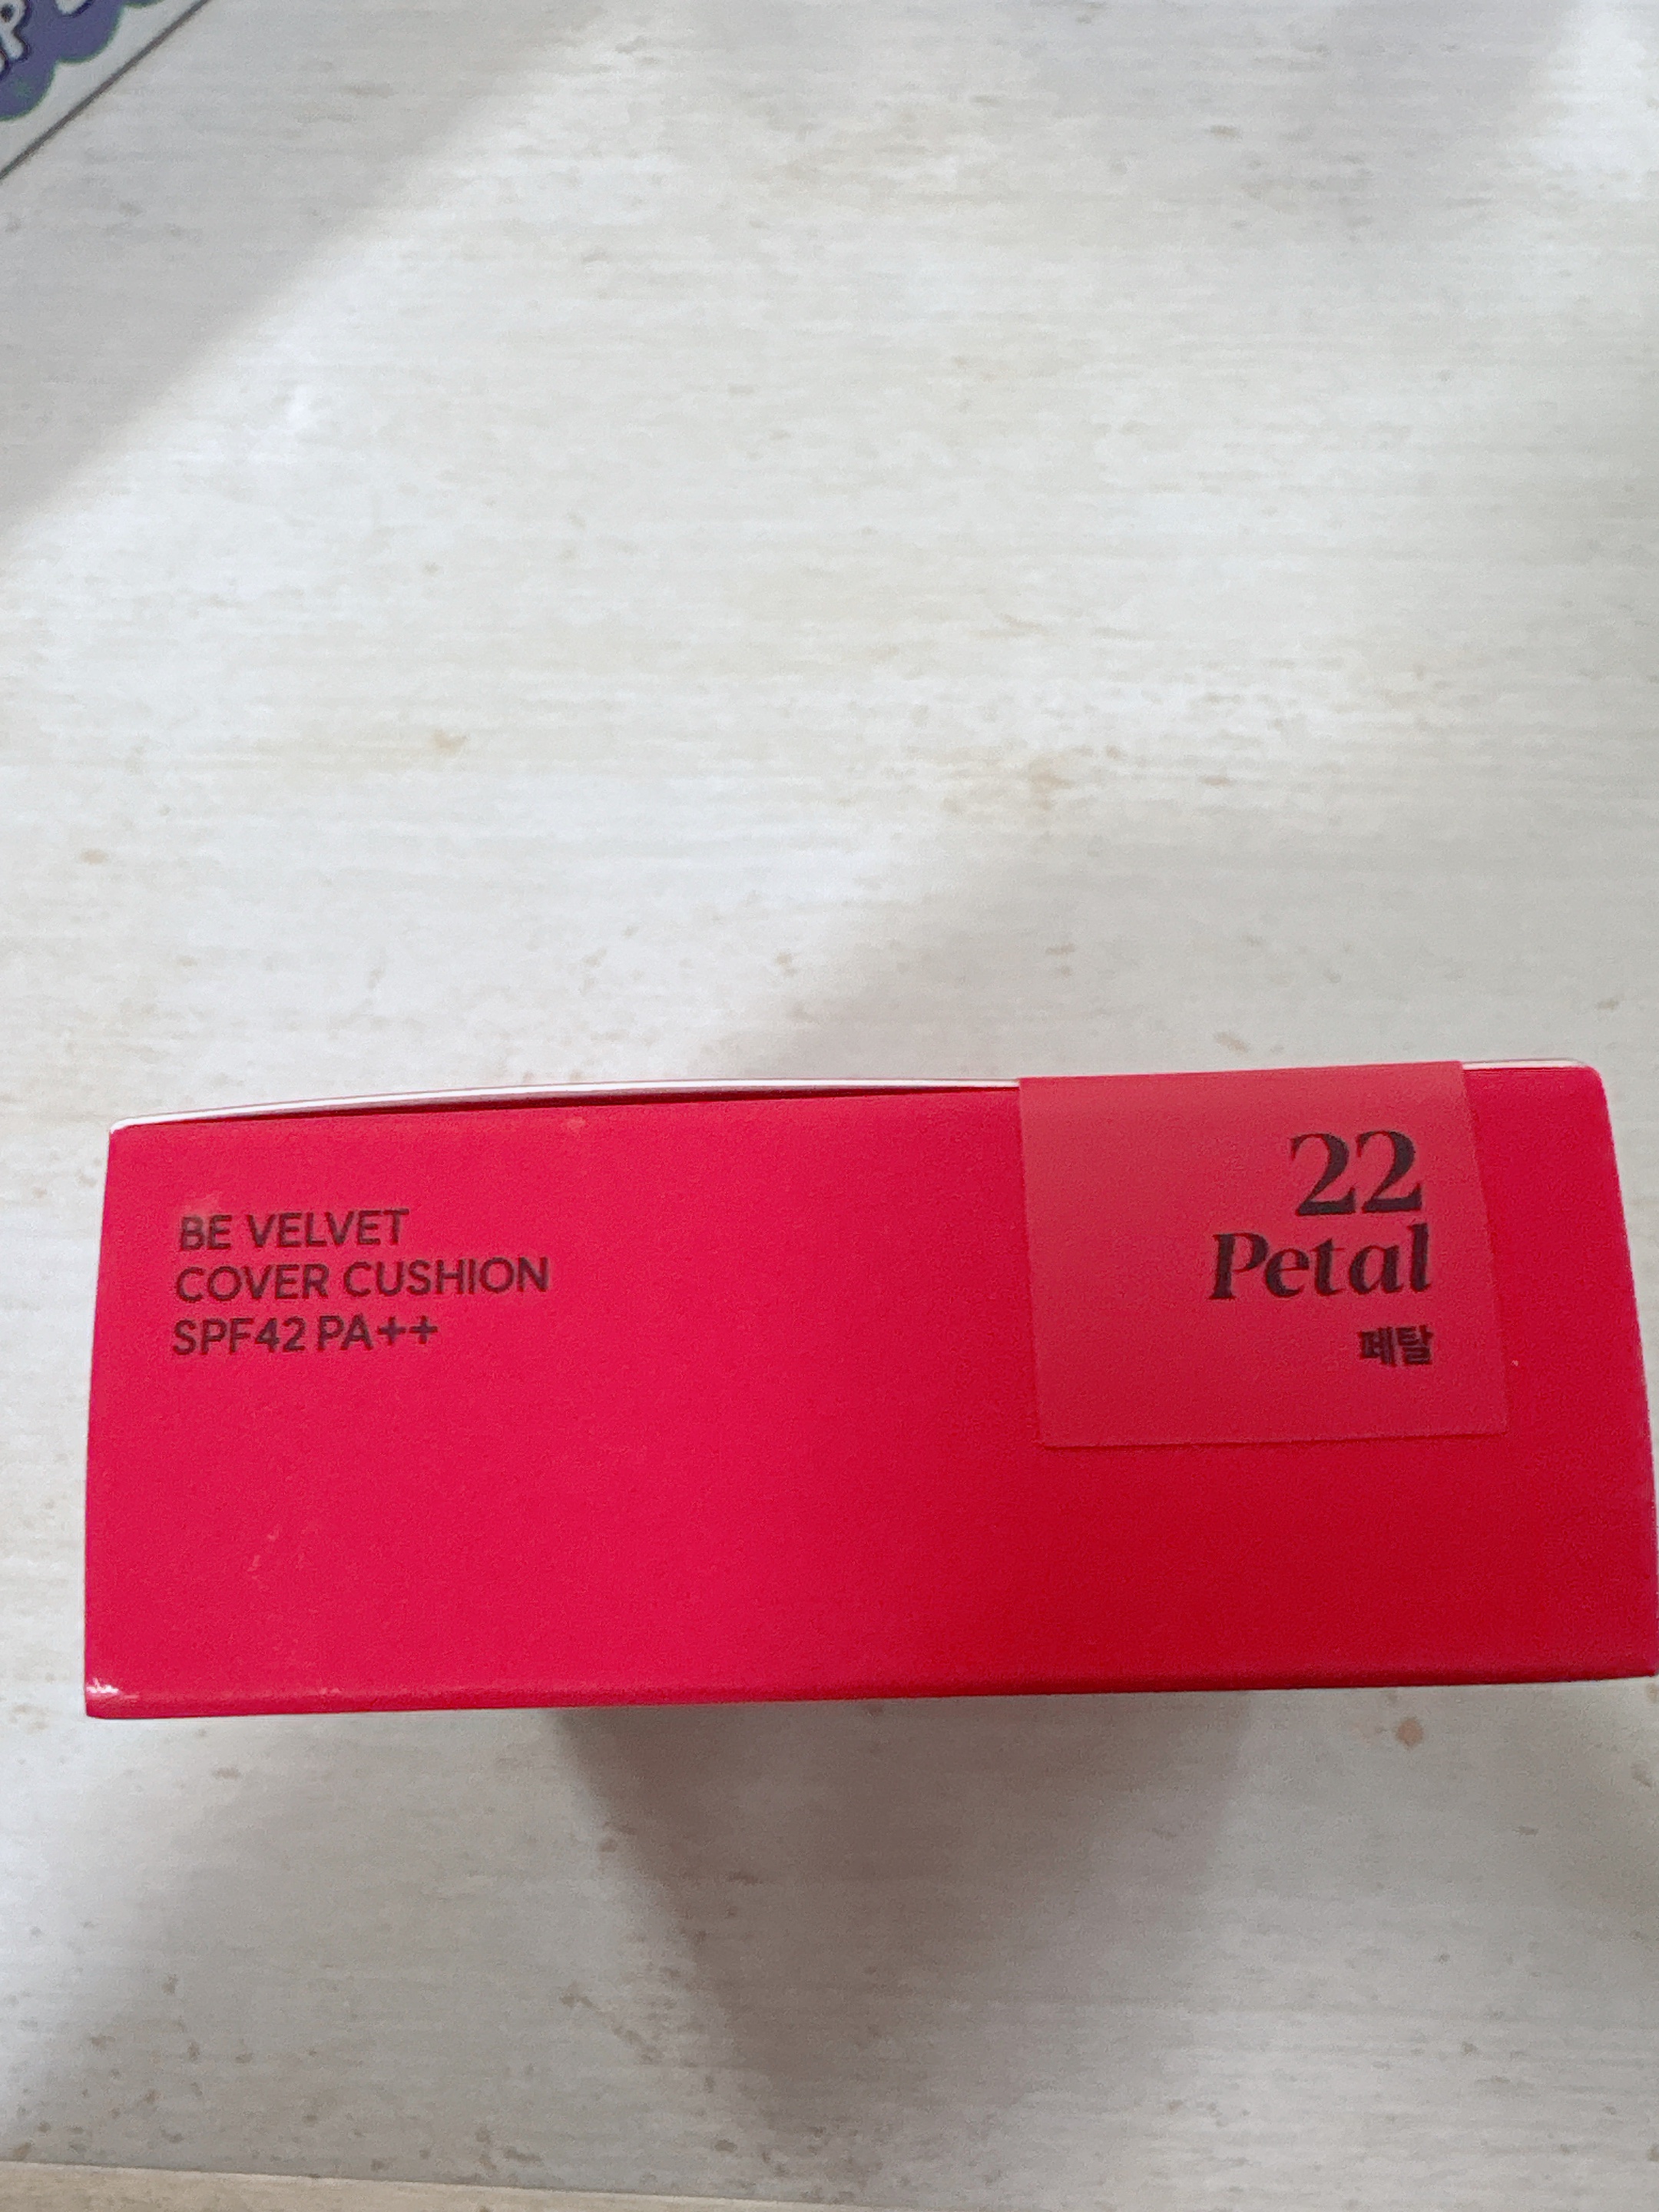 BE VELVET
COVER CUSHION
SPF42 PA++
22
Petal
페탈